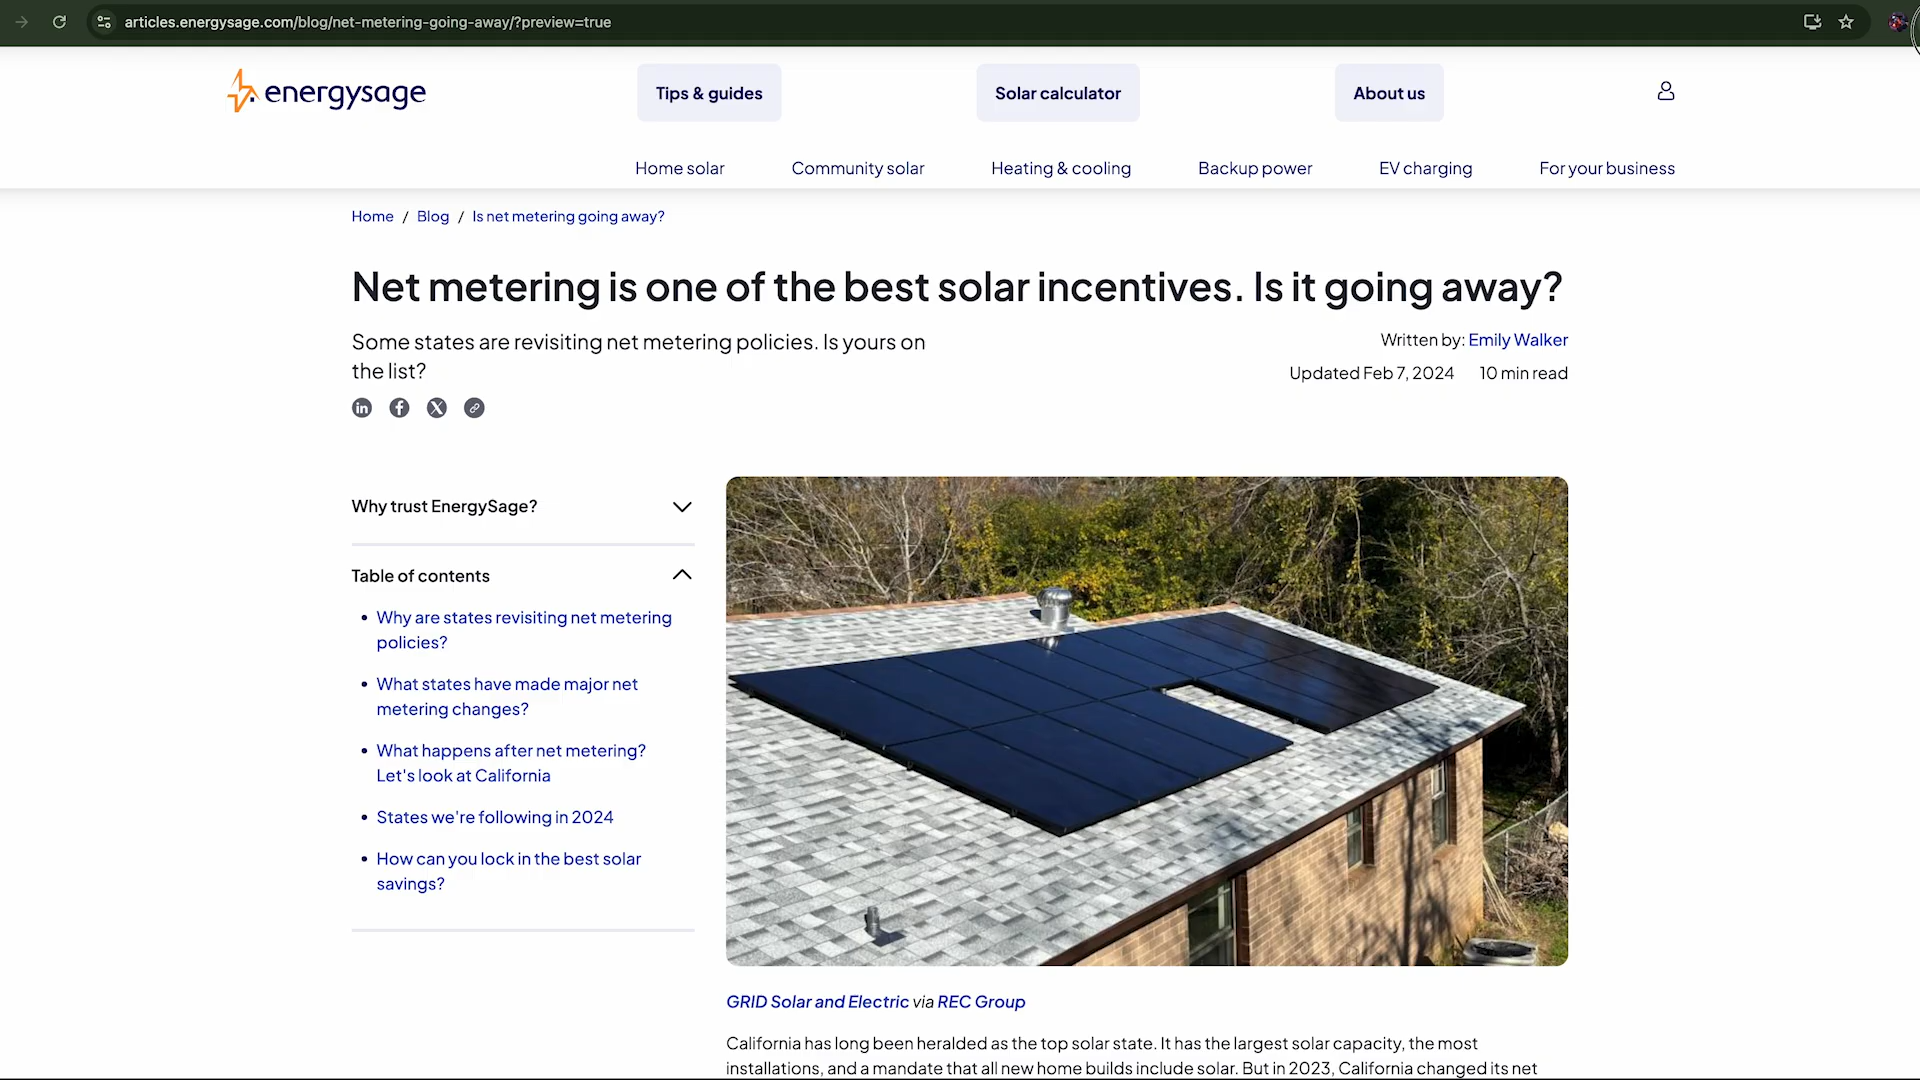 articles.energysage.com/blog/net-metering-going-away/?preview=true
energysage
Tips & guides
Solar calculator
About us
Home solar
Community solar
Heating & cooling
Backup power
EV charging
For your business
Home / Blog / Is net metering going away?
Net metering is one of the best solar incentives. Is it going away?
Some states are revisiting net metering policies. Is yours on
the list?
Written by: Emily Walker
Updated Feb 7, 2024 10 min read
Why trust EnergySage?
Table of contents
Why are states revisiting net metering
policies?
What states have made major net
metering changes?
What happens after net metering?
Let's look at California
States we're following in 2024
How can you lock in the best solar
savings?
GRID Solar and Electric via REC Group
California has long been heralded as the top solar state. It has the largest solar capacity, the most
installations, and a mandate that all new home builds include solar. But in 2023, California changed its net